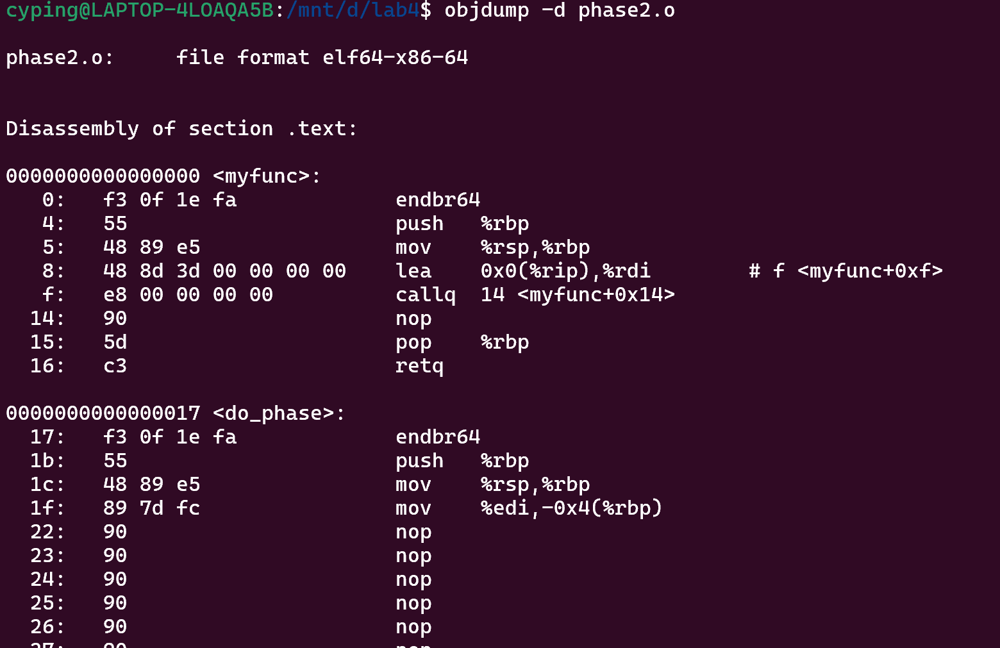 cyping@LAPTOP-4LOAQA5B:/mnt/d/lab4$ objdump -d phase2.o
phase2.o:     file format elf64-x86-64
Disassembly of section .text:
0000000000000000 <myfunc>:
   0:   f3 0f 1e fa             endbr64
   4:   55                      push   %rbp
   5:   48 89 e5                mov    %rsp,%rbp
   8:   48 8d 3d 00 00 00 00    lea    0x0(%rip),%rdi        # f <myfunc+0xf>
   f:   e8 00 00 00 00          callq  14 <myfunc+0x14>
  14:   90                      nop
  15:   5d                      pop    %rbp
  16:   c3                      retq
0000000000000017 <do_phase>:
  17:   f3 0f 1e fa             endbr64
  1b:   55                      push   %rbp
  1c:   48 89 e5                mov    %rsp,%rbp
  1f:   89 7d fc                mov    %edi,-0x4(%rbp)
  22:   90                      nop
  23:   90                      nop
  24:   90                      nop
  25:   90                      nop
  26:   90                      nop